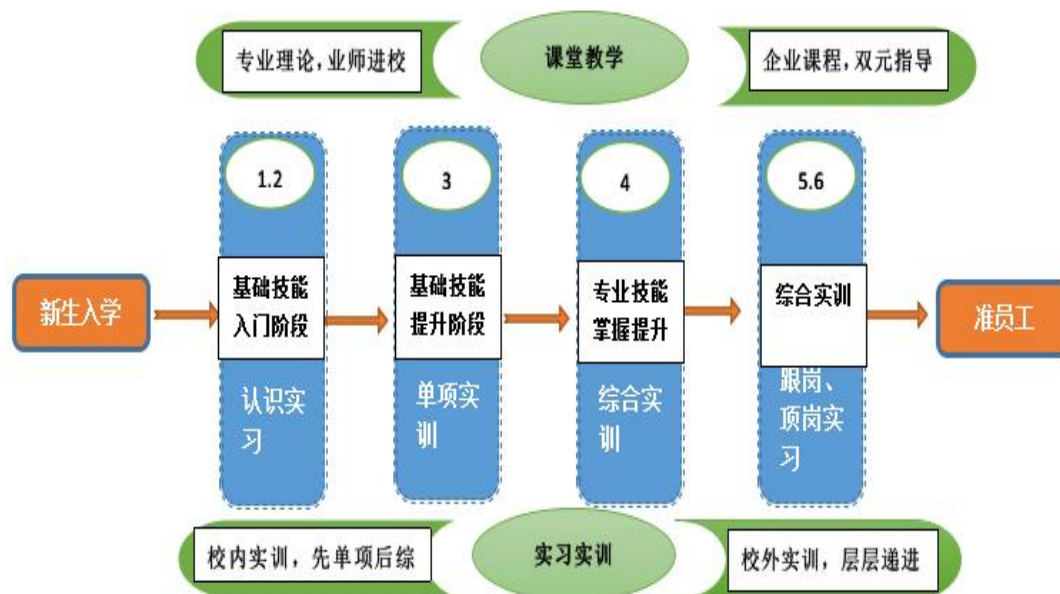 专业理论,业师进校
课堂教学
企业课程,双元指导
1.2
3
4
5.6
新生入学
基础技能
入门阶段
基础技能
提升阶段
专业技能
掌握提升
综合实训
准员工
认识实
习
单项实
训
综合实
训
跟岗、
顶岗实
习
校内实训，先单项后综
实习实训
校外实训，层层递进